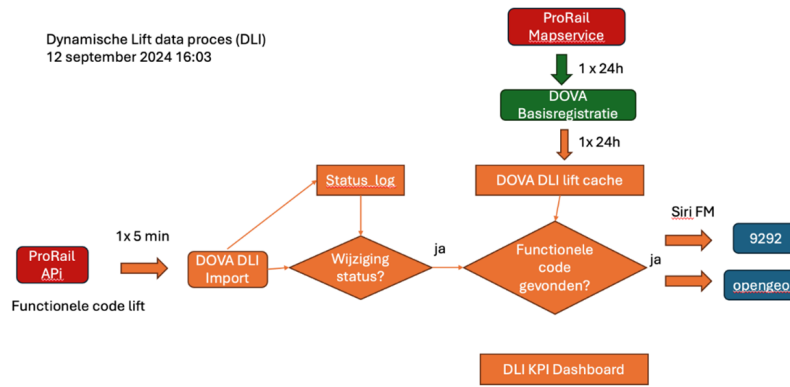 Dynamische Lift data proces (DLI)
12 september 2024 16:03
ProRail
Mapservice
1 x 24h
DOVA
Basisregistratie
1x 24h
Status_log
DOVA DLI lift cache
Siri FM
1x 5 min
ProRail
APi
DOVA DLI
Import
Wijziging
status?
ja
Functionele
code
gevonden?
ja
9292
opengeo
Functionele code lift
DLI KPI Dashboard